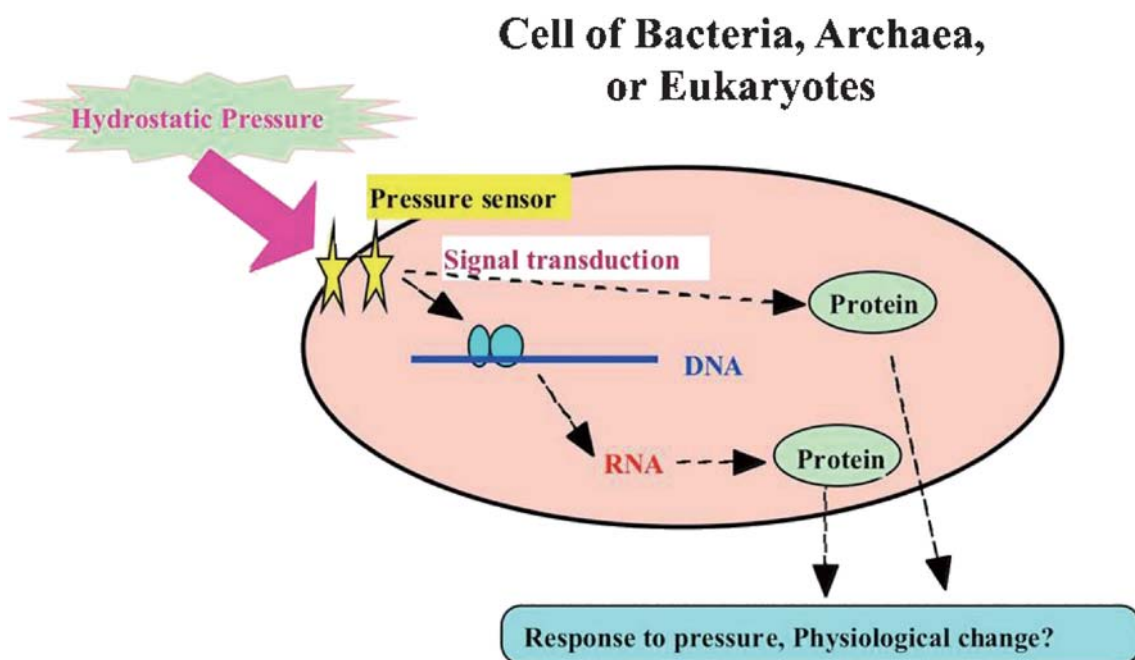 Cell of Bacteria, Archaea,
or Eukaryotes
Hydrostatic Pressure
Pressure sensor
Signal transduction
Protein
DNA
RNA
Protein
Response to pressure, Physiological change?